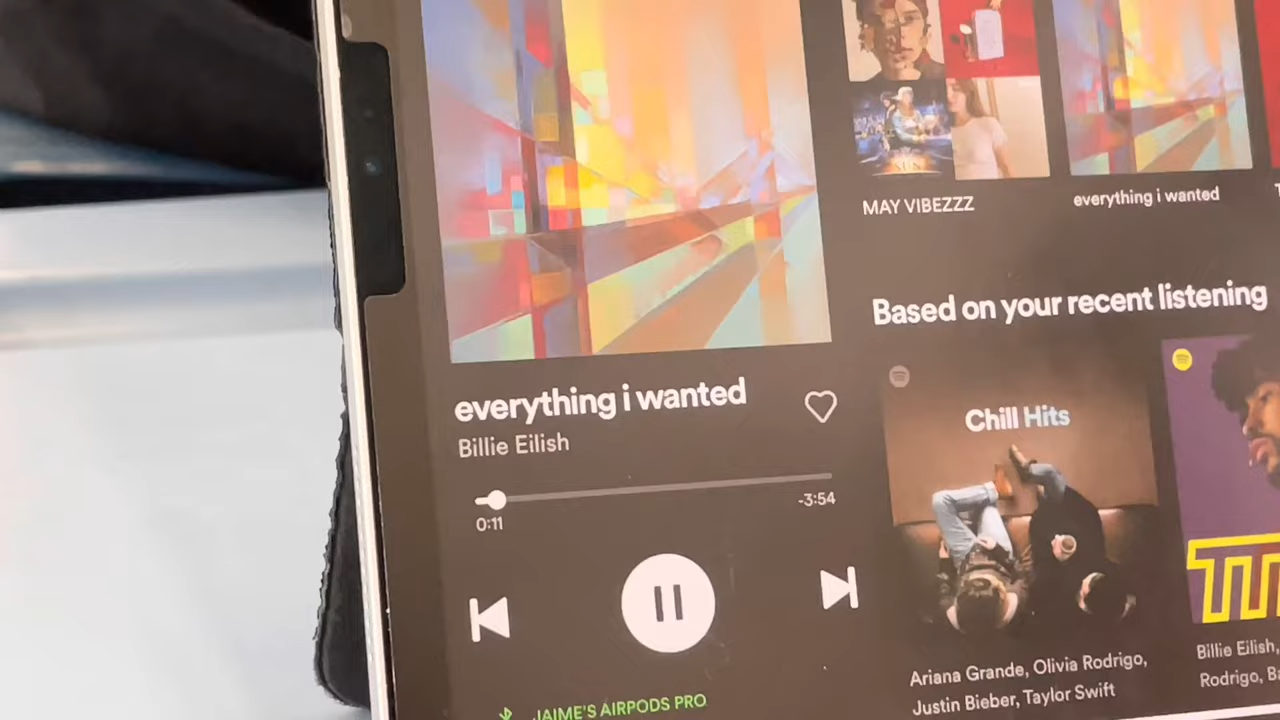 MAY VIBEZZZ
everything i wanted
Based on your recent listening
everything i wanted
Billie Eilish
0:11
-3:54
JAIME'S AIRPODS PRO
Chill Hits
Ariana Grande, Olivia Rodrigo,
Justin Bieber, Taylor Swift
Billie Eilish,
Rodrigo,